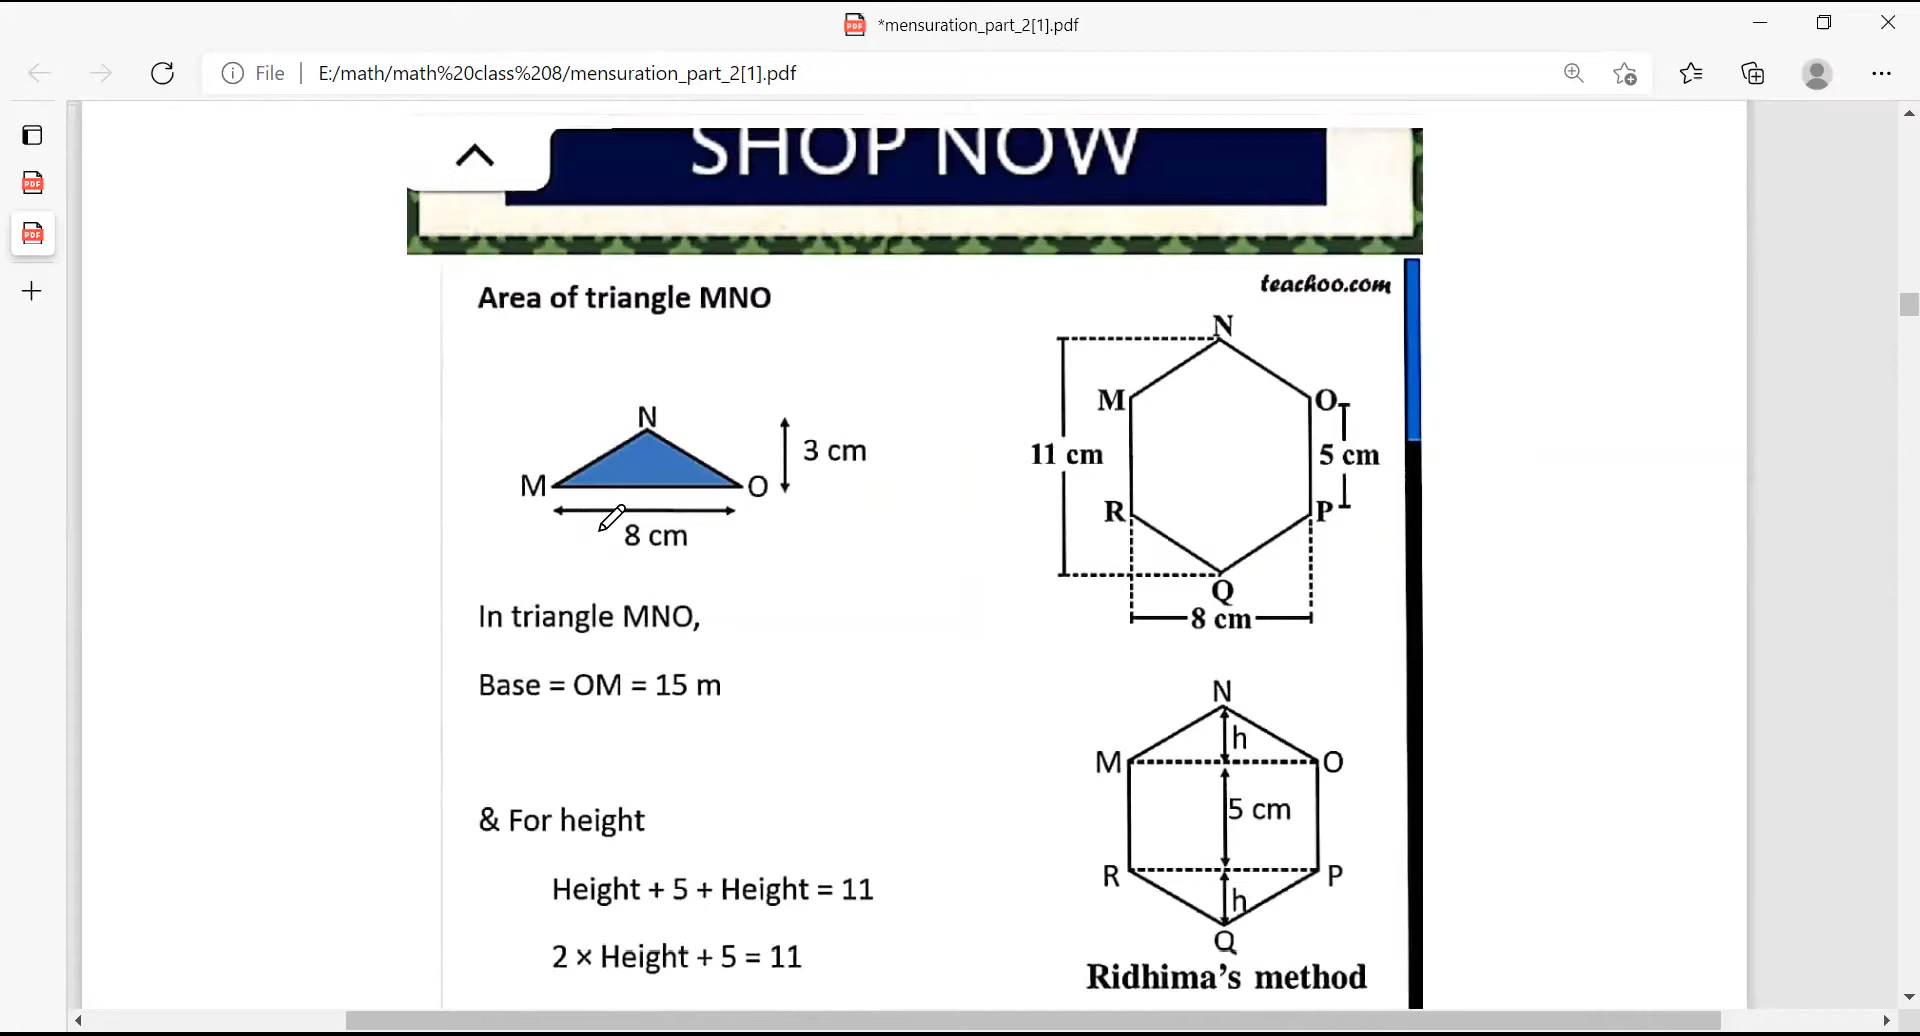 *mensuration_part_2[1].pdf
File | E:/math/math%20class%208/mensuration_part_2[1].pdf
SHOP NOW
Area of triangle MNO
teachoo.com
N
M
O
3 cm
8 cm
N
M
O
11 cm
5 cm
R
P
Q
8 cm
In triangle MNO,
Base = OM = 15 m
& For height
Height + 5 + Height = 11
2 × Height + 5 = 11
N
h
M
O
5 cm
R
P
h
Q
Ridhima's method